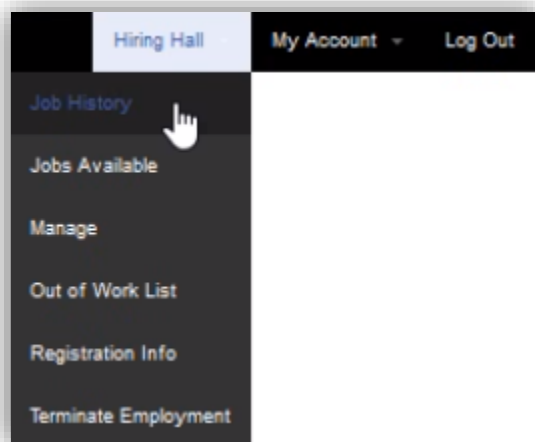 Hiring Hall My Account Log Out
Job History
Jobs Available
Manage
Out of Work List
Registration Info
Terminate Employment